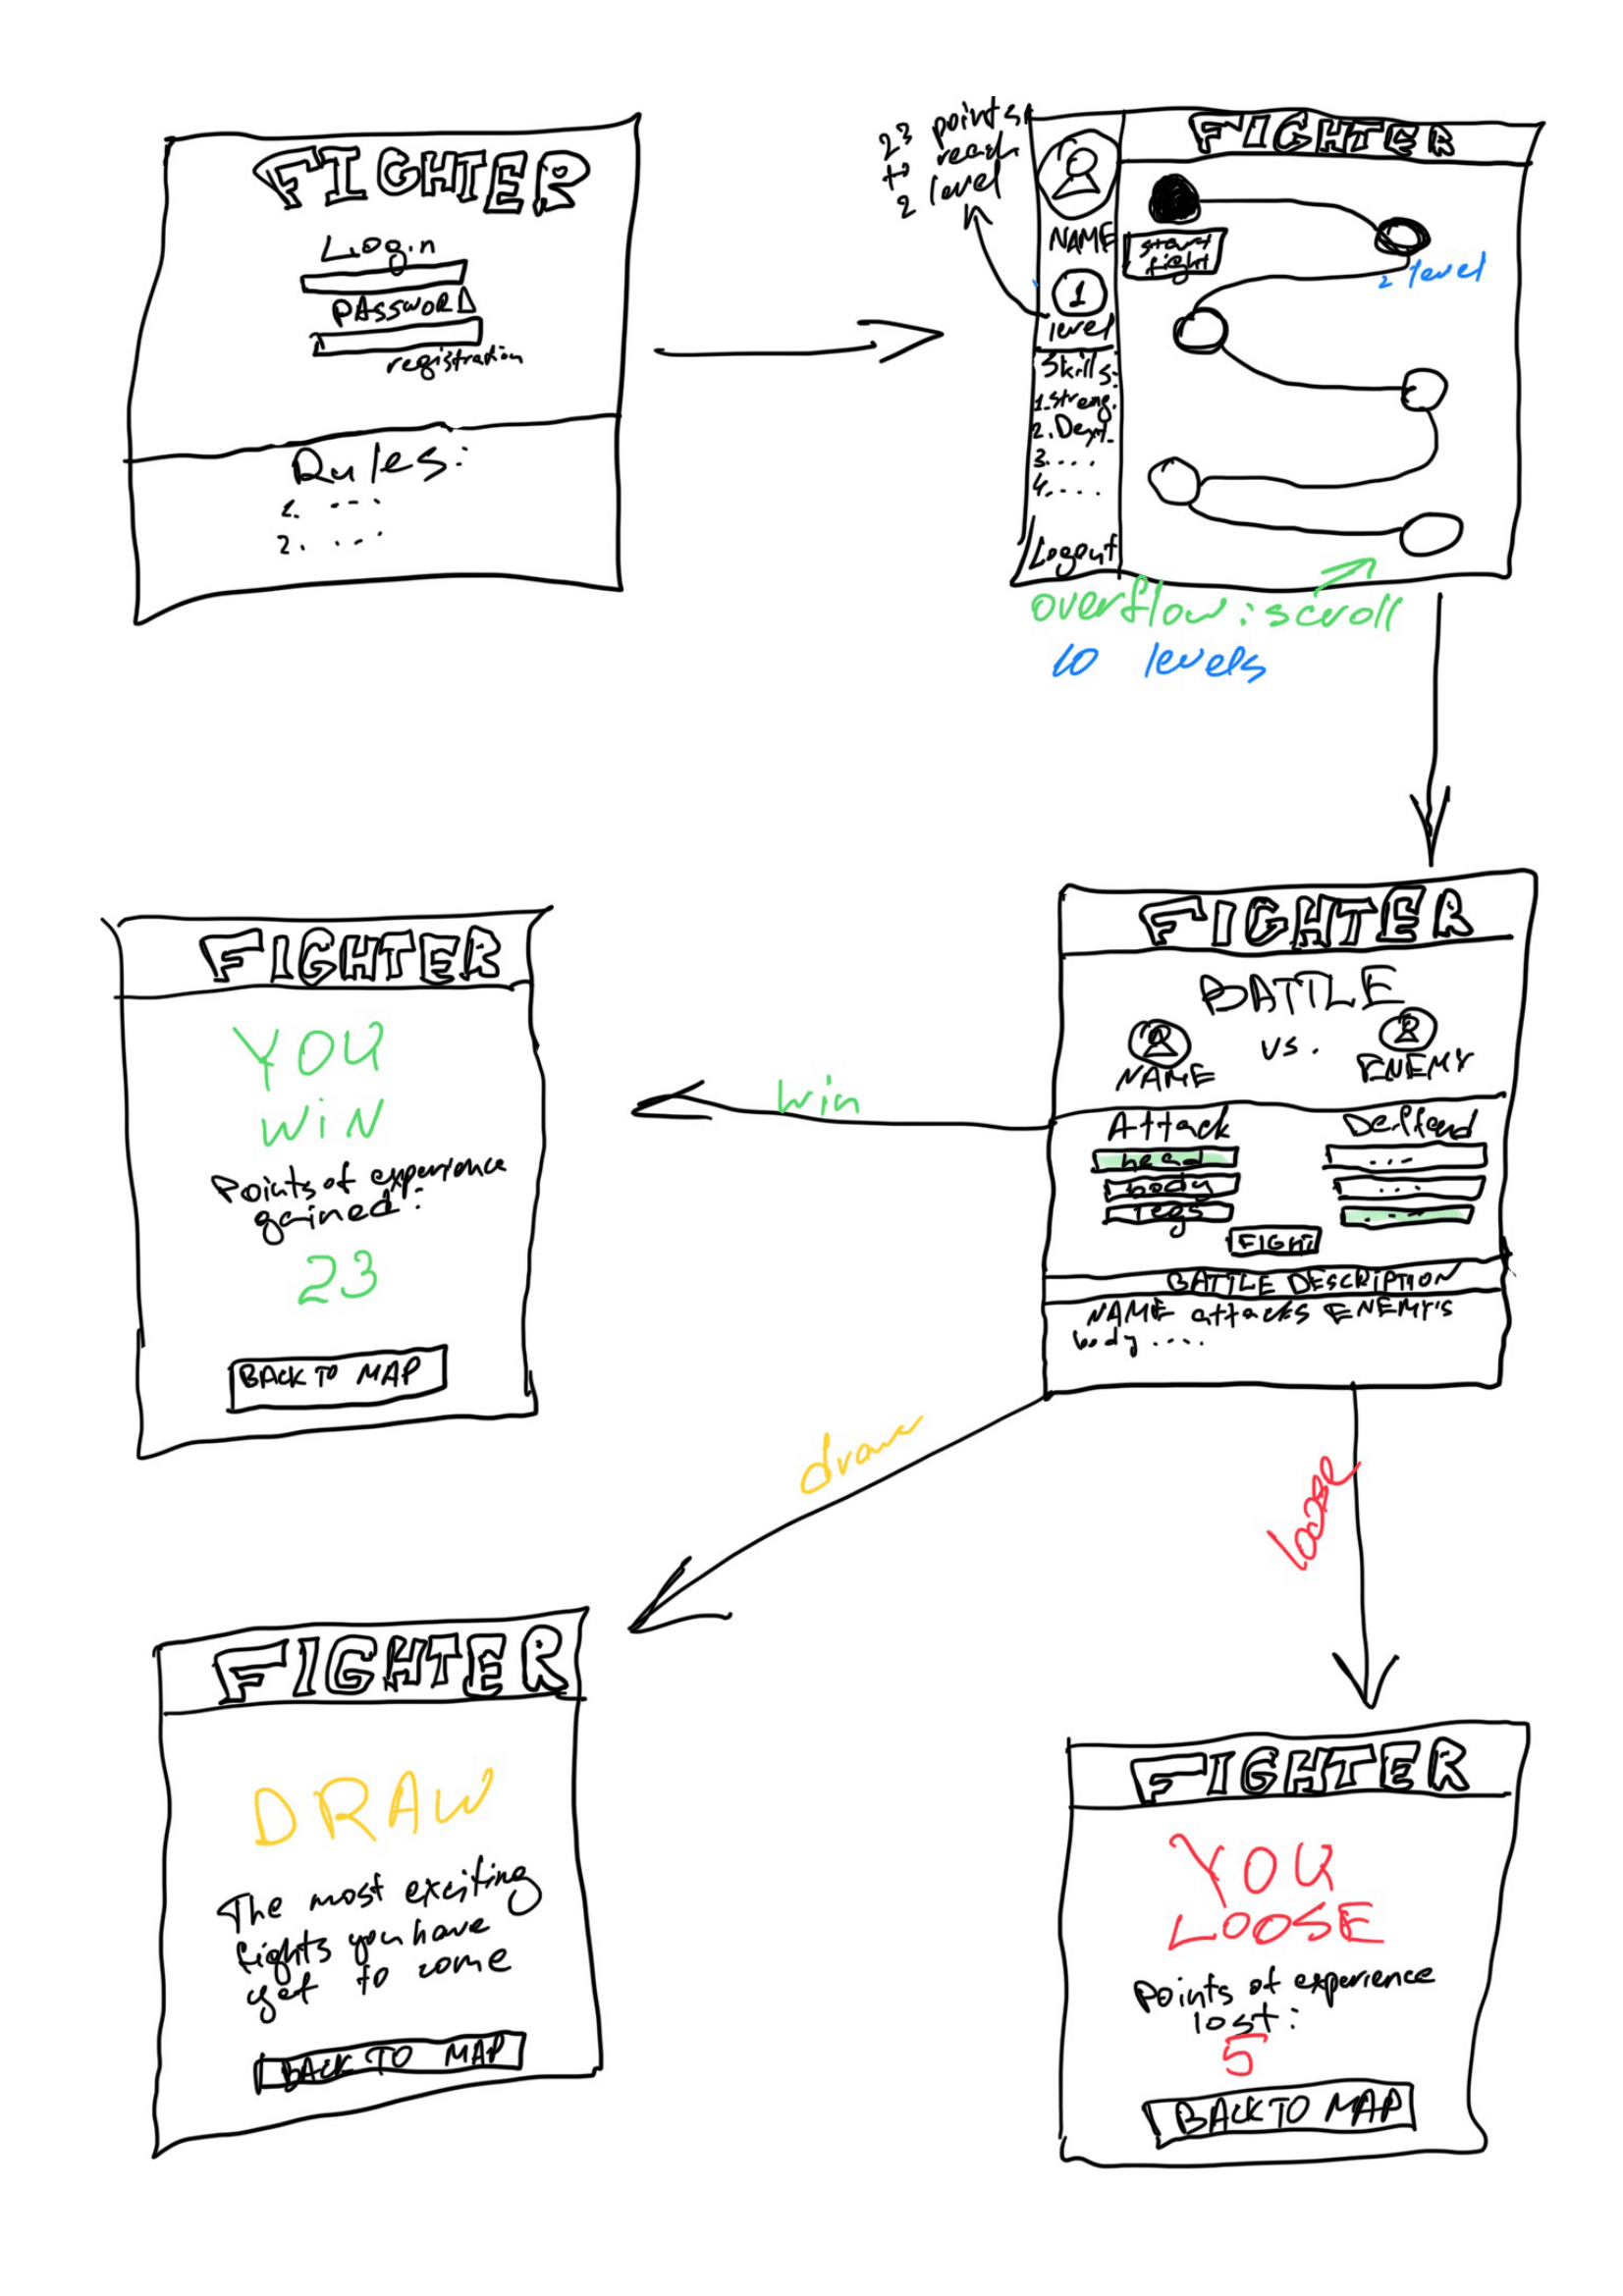 FIGHTER
Login
PASSWORD
registration
Rules:
1. ....
2. ....
23 points
to reach
2 level
FIGHTER
NAME
1
level
start
fight
2 level
Skills:
1. streng.
2. Dext.
3. ....
4. ....
Logout
overflow: scroll
10 levels
FIGHTER
BATTLE
vs.
NAME
ENEMY
Attack
head
body
legs
Deffend
...
...
....
FIGHT
BATTLE DESCRIPTION
NAME attacks ENEMY's
body ....
win
draw
loose
FIGHTER
YOU
WIN
Points of experience
gained:
23
BACK TO MAP
FIGHTER
DRAW
The most exciting
fights you have
yet to come
BACK TO MAP
FIGHTER
YOU
LOOSE
Points of experience
lost:
5
BACK TO MAP